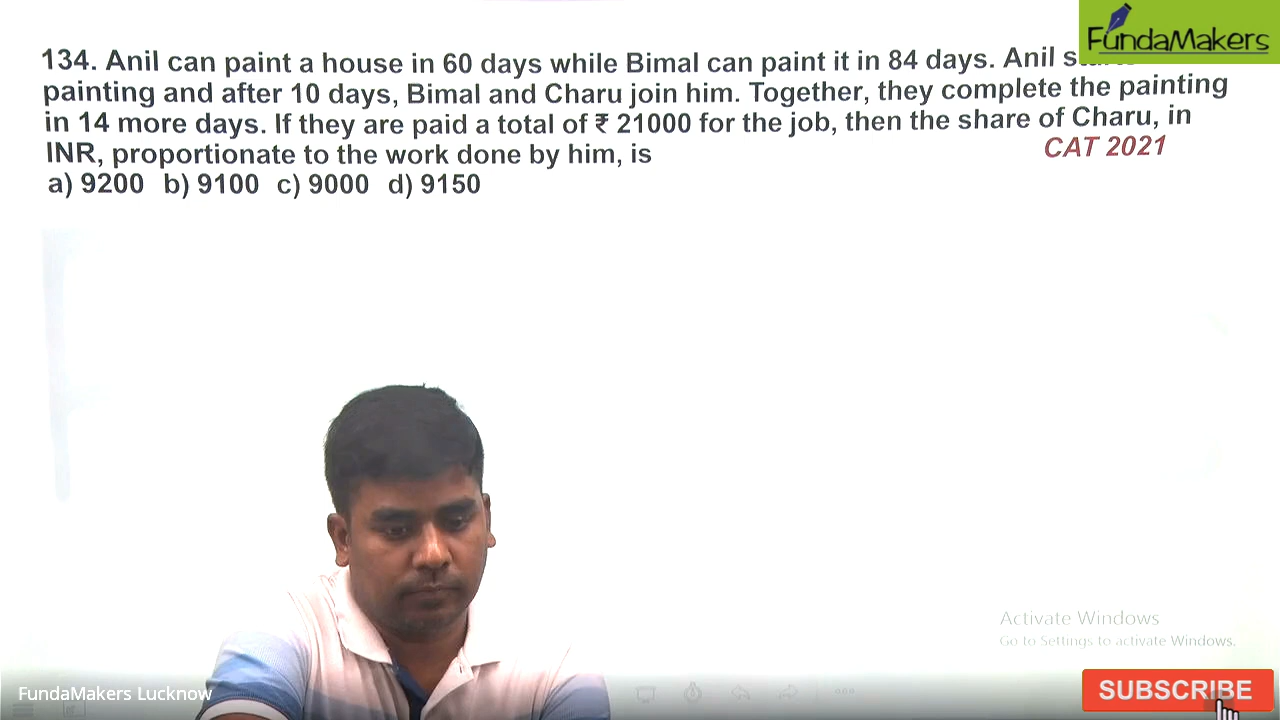 FundaMakers
134. Anil can paint a house in 60 days while Bimal can paint it in 84 days. Anil
painting and after 10 days, Bimal and Charu join him. Together, they complete the painting
in 14 more days. If they are paid a total of ₹ 21000 for the job, then the share of Charu, in
INR, proportionate to the work done by him, is
CAT 2021
a) 9200 b) 9100 c) 9000 d) 9150
Activate Windows
Go to Settings to activate Windows.
FundaMakers Lucknow
SUBSCRIBE